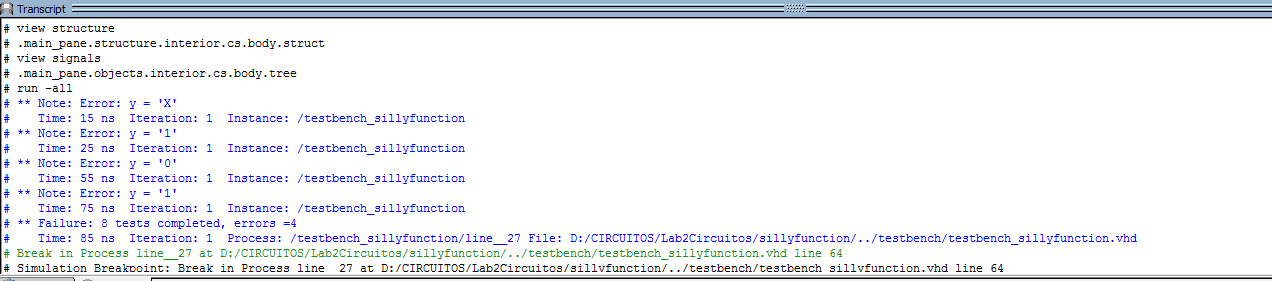 Transcript
# view structure
# .main_pane.structure.interior.cs.body.struct
# view signals
# .main_pane.objects.interior.cs.body.tree
# run -all
# ** Note: Error: y = 'X'
#    Time: 15 ns  Iteration: 1  Instance: /testbench_sillyfunction
# ** Note: Error: y = '1'
#    Time: 25 ns  Iteration: 1  Instance: /testbench_sillyfunction
# ** Note: Error: y = '0'
#    Time: 55 ns  Iteration: 1  Instance: /testbench_sillyfunction
# ** Note: Error: y = '1'
#    Time: 75 ns  Iteration: 1  Instance: /testbench_sillyfunction
# ** Failure: 8 tests completed, errors =4
#    Time: 85 ns  Iteration: 1  Process: /testbench_sillyfunction/line__27 File: D:/CIRCUITOS/Lab2Circuitos/sillyfunction/../testbench/testbench_sillyfunction.vhd
# Break in Process line__27 at D:/CIRCUITOS/Lab2Circuitos/sillyfunction/../testbench/testbench_sillyfunction.vhd line 64
# Simulation Breakpoint: Break in Process line__27 at D:/CIRCUITOS/Lab2Circuitos/sillyfunction/../testbench/testbench_sillyfunction.vhd line 64